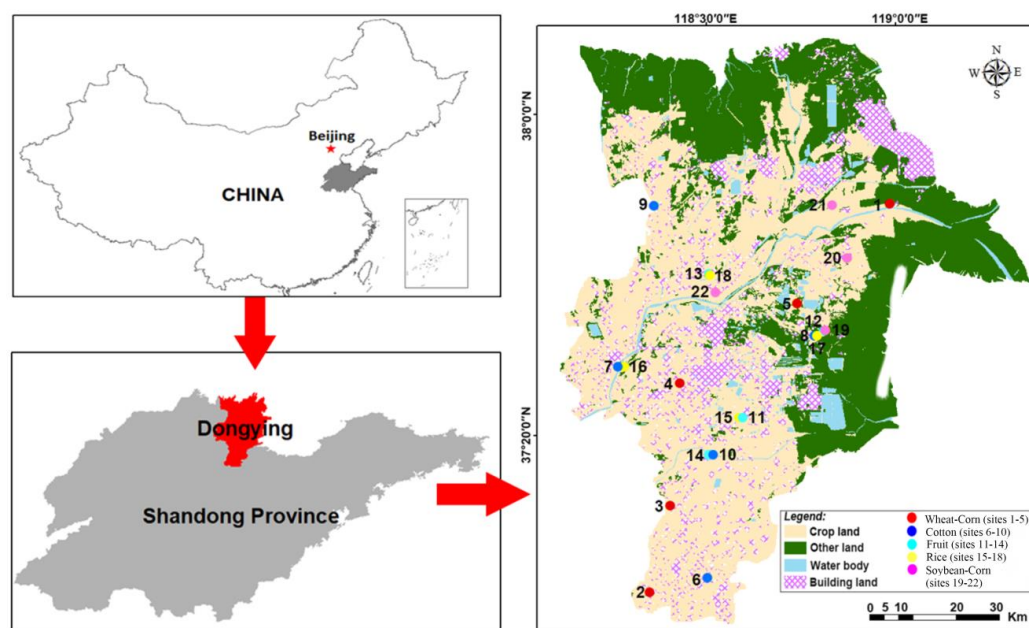 Beijing
CHINA
Dongying
Shandong Province
118°30'0"E
119°0'0"E
N
W
E
S
38°0'0"N
37°20'0"N
9
21
1
20
13
18
22
5
12
19
8
17
7
16
4
15
11
14
10
3
6
2
Legend:
Crop land
Other land
Water body
Building land
Wheat-Corn (sites 1-5)
Cotton (sites 6-10)
Fruit (sites 11-14)
Rice (sites 15-18)
Soybean-Corn
(sites 19-22)
0 5 10 20 30
Km